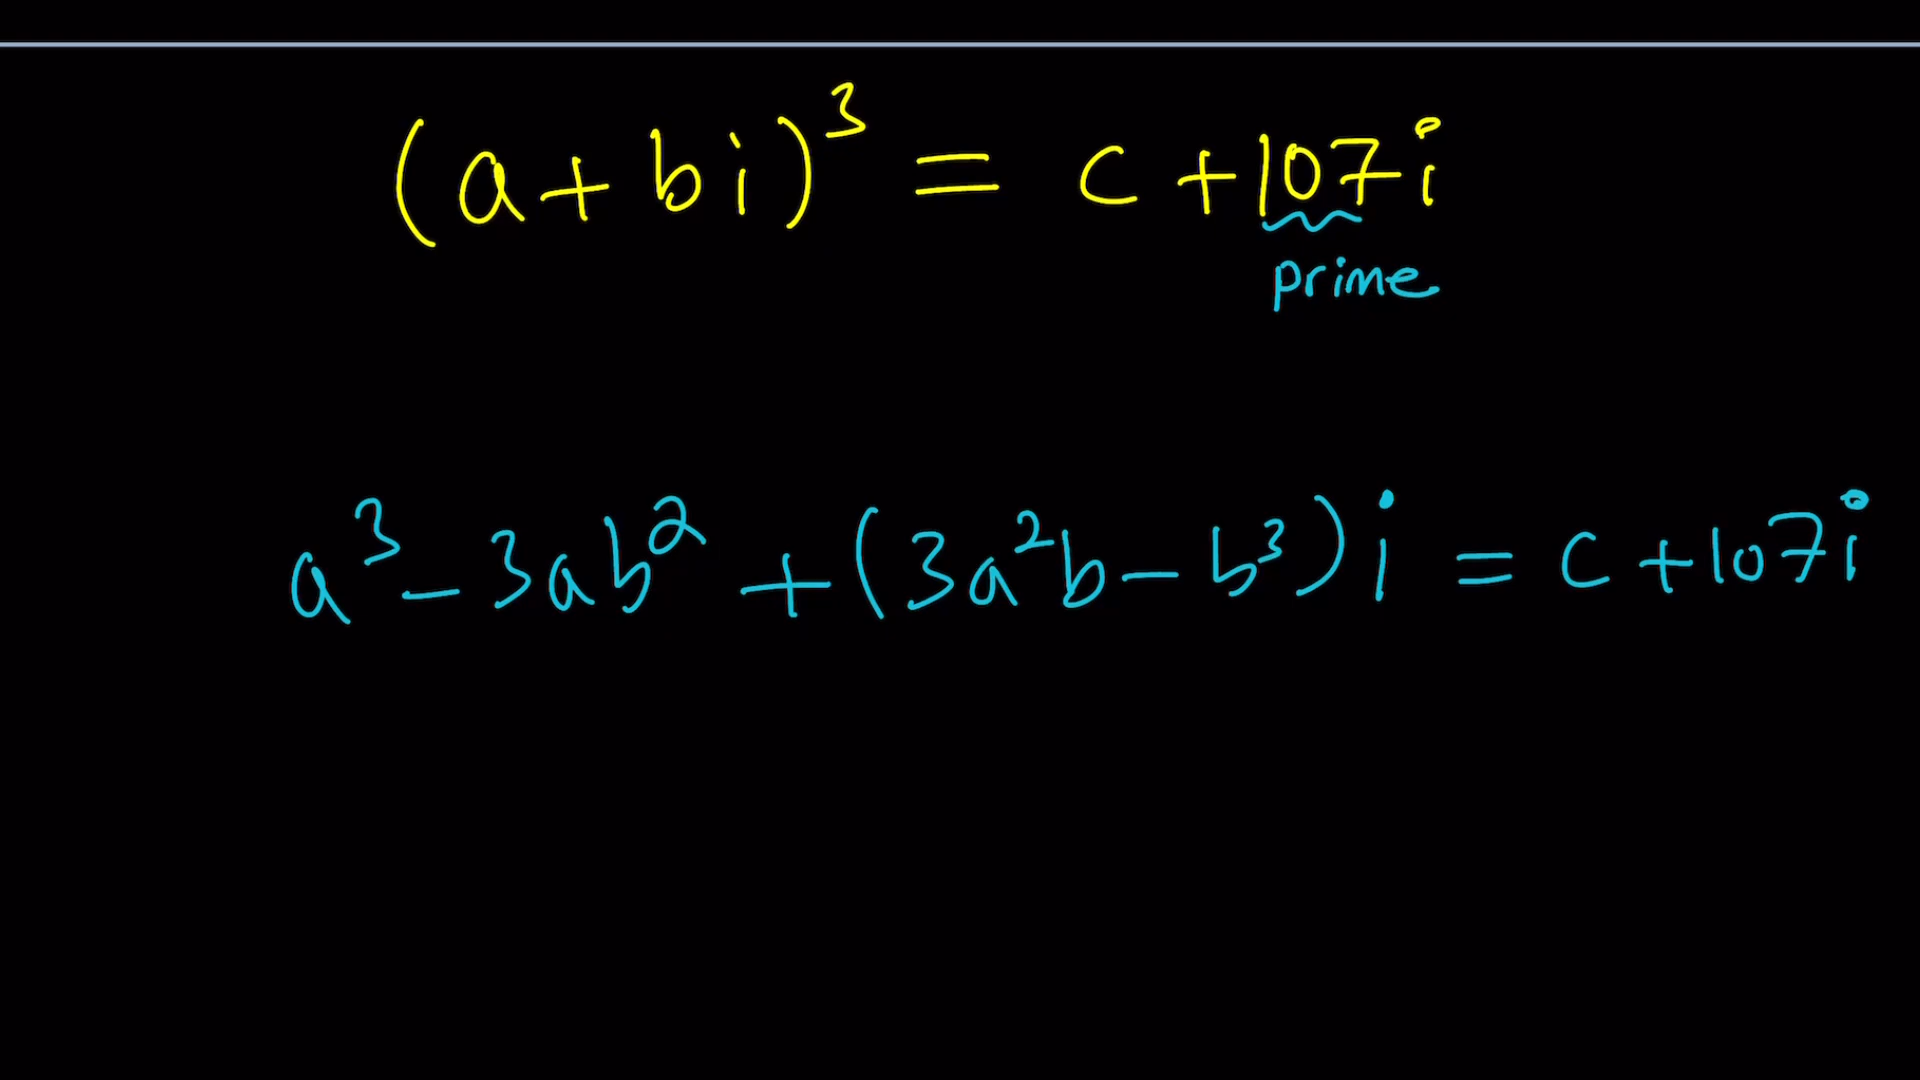 (a+bi)³ = c+107i
prime
a³-3ab²+(3a²b-b³)i = c+107i